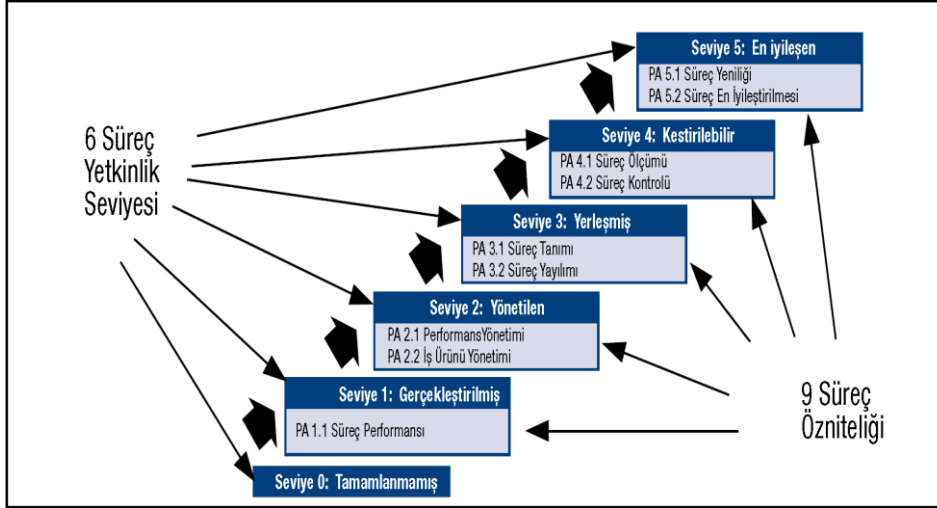 Seviye 5: En iyileşen
PA 5.1 Süreç Yeniliği
PA 5.2 Süreç En İyileştirilmesi
6 Süreç
Yetkinlik
Seviyesi
Seviye 4: Kestirilebilir
PA 4.1 Süreç Ölçümü
PA 4.2 Süreç Kontrolü
Seviye 3: Yerleşmiş
PA 3.1 Süreç Tanımı
PA 3.2 Süreç Yayılımı
Seviye 2: Yönetilen
PA 2.1 PerformansYönetimi
PA 2.2 İş Ürünü Yönetimi
Seviye 1: Gerçekleştirilmiş
PA 1.1 Süreç Performansı
9 Süreç
Özniteliği
Seviye 0: Tamamlanmamış